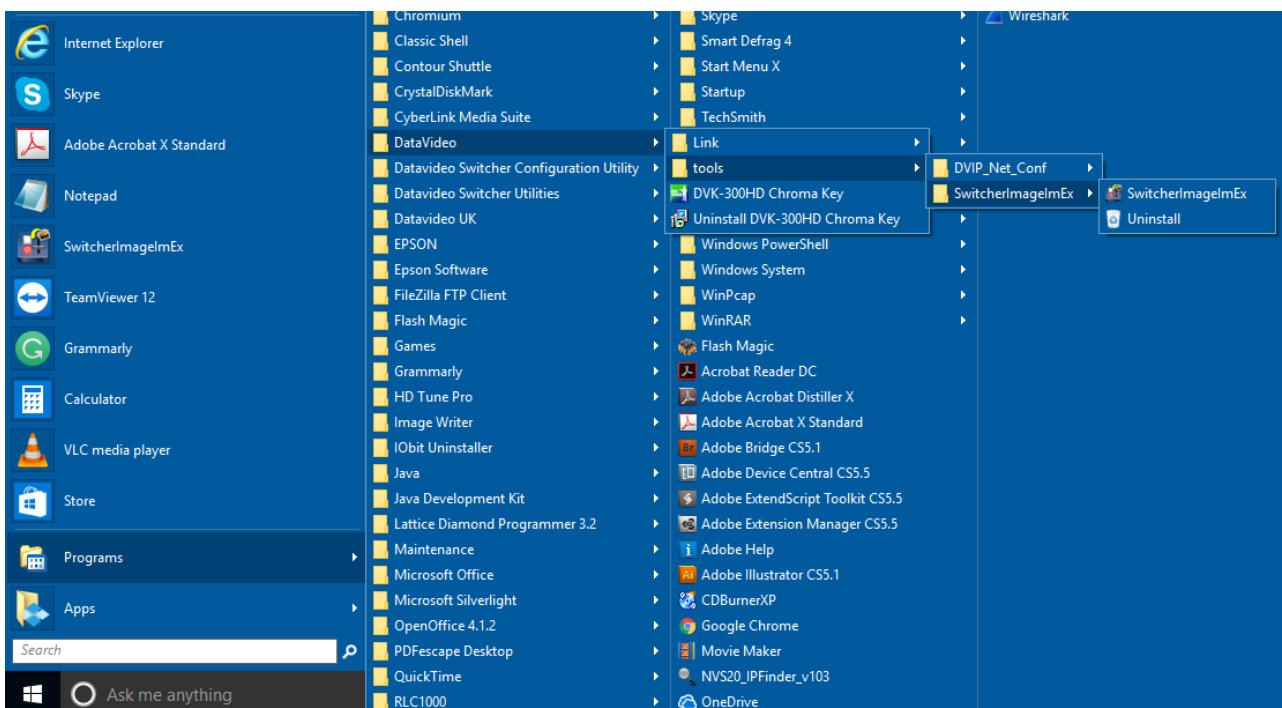 Internet Explorer
Skype
Adobe Acrobat X Standard
Notepad
SwitcherImageImEx
TeamViewer 12
Grammarly
Calculator
VLC media player
Store
Programs
Apps
Search
Ask me anything
Chromium
Classic Shell
Contour Shuttle
CrystalDiskMark
CyberLink Media Suite
DataVideo
Datavideo Switcher Configuration Utility
Datavideo Switcher Utilities
Datavideo UK
EPSON
Epson Software
FileZilla FTP Client
Flash Magic
Games
Grammarly
HD Tune Pro
Image Writer
IObit Uninstaller
Java
Java Development Kit
Lattice Diamond Programmer 3.2
Maintenance
Microsoft Office
Microsoft Silverlight
OpenOffice 4.1.2
PDFescape Desktop
QuickTime
RLC1000
Skype
Smart Defrag 4
Start Menu X
Startup
TechSmith
Link
tools
DVK-300HD Chroma Key
Uninstall DVK-300HD Chroma Key
Windows PowerShell
Windows System
WinPcap
WinRAR
Flash Magic
Acrobat Reader DC
Adobe Acrobat Distiller X
Adobe Acrobat X Standard
Adobe Bridge CS5.1
Adobe Device Central CS5.5
Adobe ExtendScript Toolkit CS5.5
Adobe Extension Manager CS5.5
Adobe Help
Adobe Illustrator CS5.1
CDBurnerXP
Google Chrome
Movie Maker
NVS20_IPFinder_v103
OneDrive
Wireshark
DVIP_Net_Conf
SwitcherImageImEx
SwitcherImageImEx
Uninstall